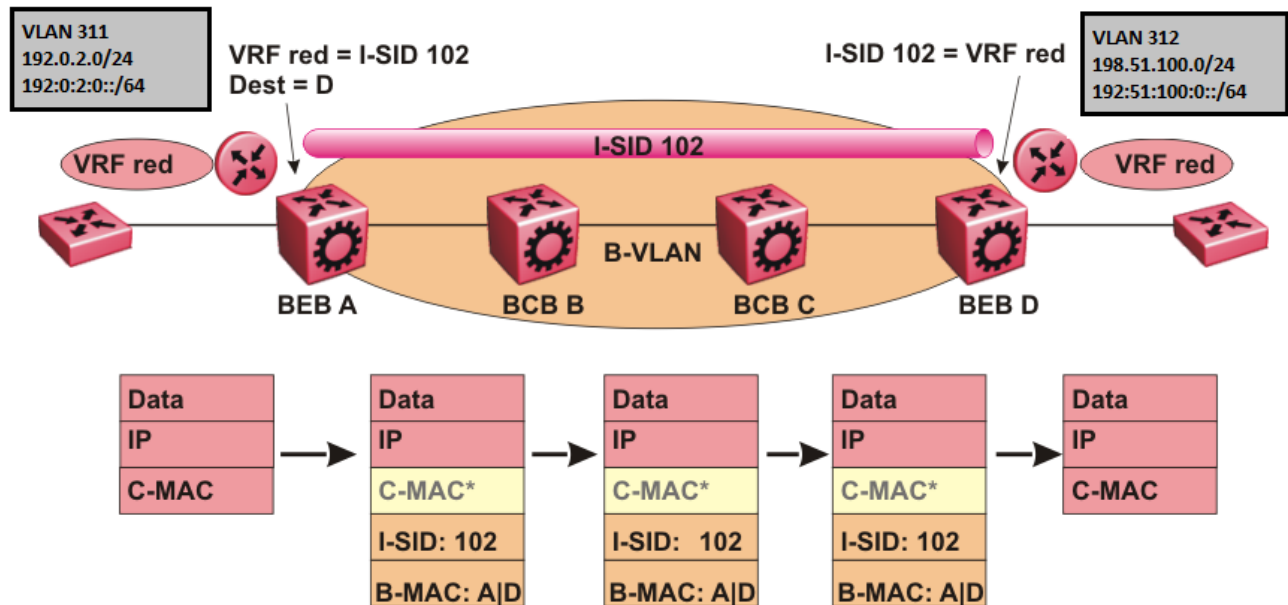 VLAN 311
192.0.2.0/24
192:0:2:0::/64
VRF red = I-SID 102
Dest = D
I-SID 102 = VRF red
VLAN 312
198.51.100.0/24
192:51:100:0::/64
VRF red
I-SID 102
VRF red
B-VLAN
BEB A
BCB B
BCB C
BEB D
Data
IP
C-MAC
Data
IP
C-MAC*
I-SID: 102
B-MAC: A|D
Data
IP
C-MAC*
I-SID: 102
B-MAC: A|D
Data
IP
C-MAC*
I-SID: 102
B-MAC: A|D
Data
IP
C-MAC